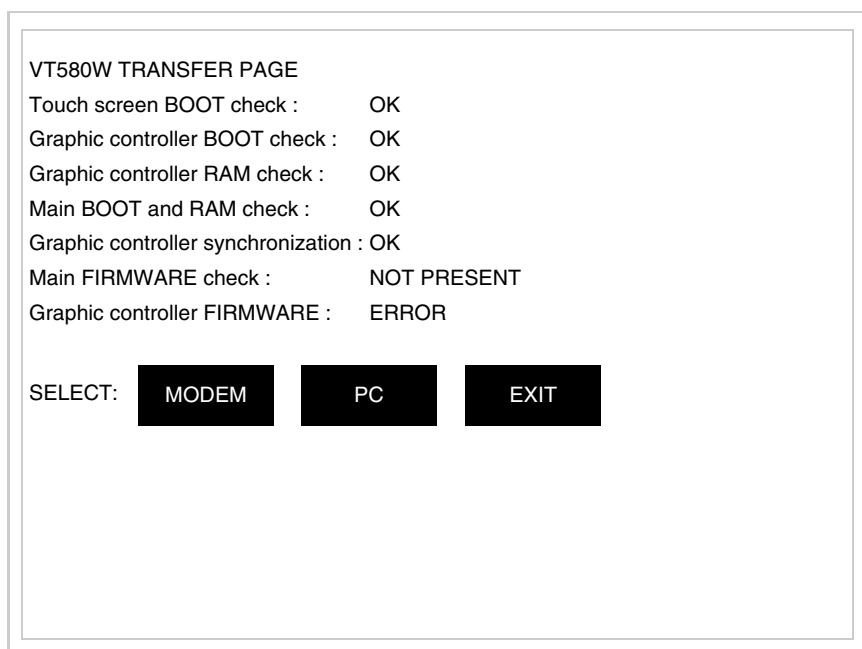 VT580W TRANSFER PAGE
Touch screen BOOT check : OK
Graphic controller BOOT check : OK
Graphic controller RAM check : OK
Main BOOT and RAM check : OK
Graphic controller synchronization : OK
Main FIRMWARE check : NOT PRESENT
Graphic controller FIRMWARE : ERROR
SELECT: MODEM PC EXIT